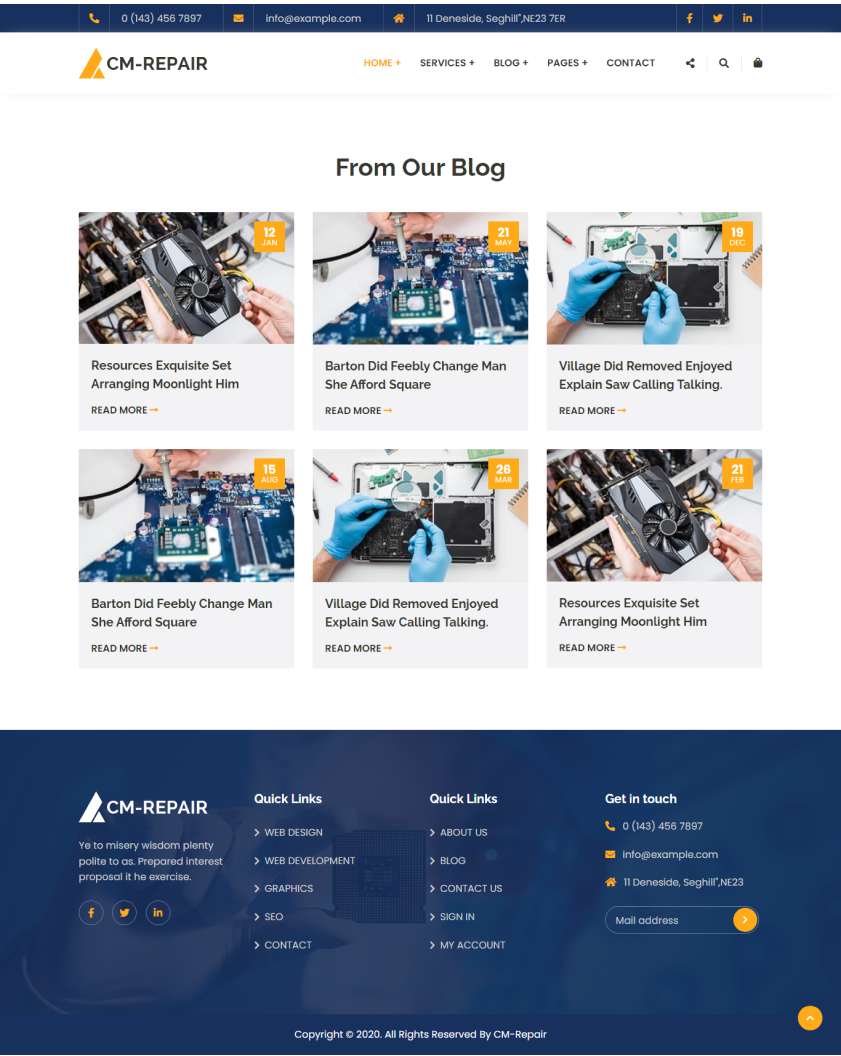 0 (143) 456 7897 info@example.com 11 Deneside, Seghill",NE23 7ER
CM-REPAIR HOME + SERVICES + BLOG + PAGES + CONTACT
From Our Blog
12
JAN
Resources Exquisite Set
Arranging Moonlight Him
READ MORE
21
MAY
Barton Did Feebly Change Man
She Afford Square
READ MORE
19
DEC
Village Did Removed Enjoyed
Explain Saw Calling Talking.
READ MORE
15
AUG
Barton Did Feebly Change Man
She Afford Square
READ MORE
26
MAR
Village Did Removed Enjoyed
Explain Saw Calling Talking.
READ MORE
21
FEB
Resources Exquisite Set
Arranging Moonlight Him
READ MORE
CM-REPAIR
Ye to misery wisdom plenty
polite to as. Prepared interest
proposal it he exercise.
Quick Links
WEB DESIGN
WEB DEVELOPMENT
GRAPHICS
SEO
CONTACT
Quick Links
ABOUT US
BLOG
CONTACT US
SIGN IN
MY ACCOUNT
Get in touch
0 (143) 456 7897
info@example.com
11 Deneside, Seghill",NE23
Mail address
Copyright © 2020. All Rights Reserved By CM-Repair